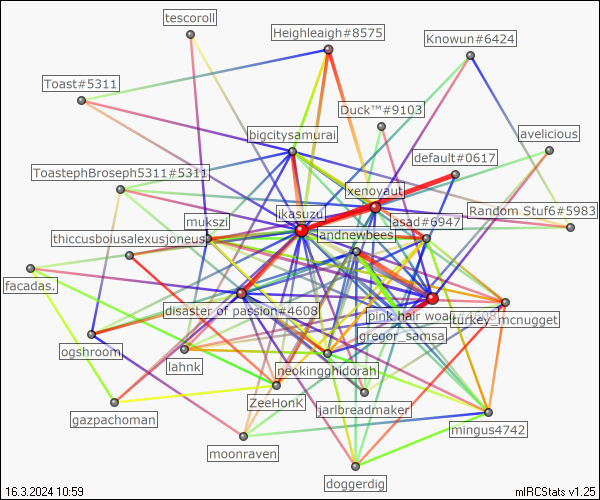 tescoroll
Heighleaigh#8575
Knowun#6424
Toast#5311
Duck™#9103
bigcitysamurai
avelicious
default#0617
ToastephBroseph5311#5311
xenoyaut
Random Stuf6#5983
ikasuzu
mukszi
asad#6947
andnewbees
thiccusboiusalexusjoneus
facadas.
disaster of passion#4608
pink hair woa
turkey_mcnugget
gregor_samsa
ogshroom
lahnk
neokingghidorah
ZeeHonK
jarlbreadmaker
gazpachoman
mingus4742
moonraven
doggerdig
16.3.2024 10:59
mIRCStats v1.25